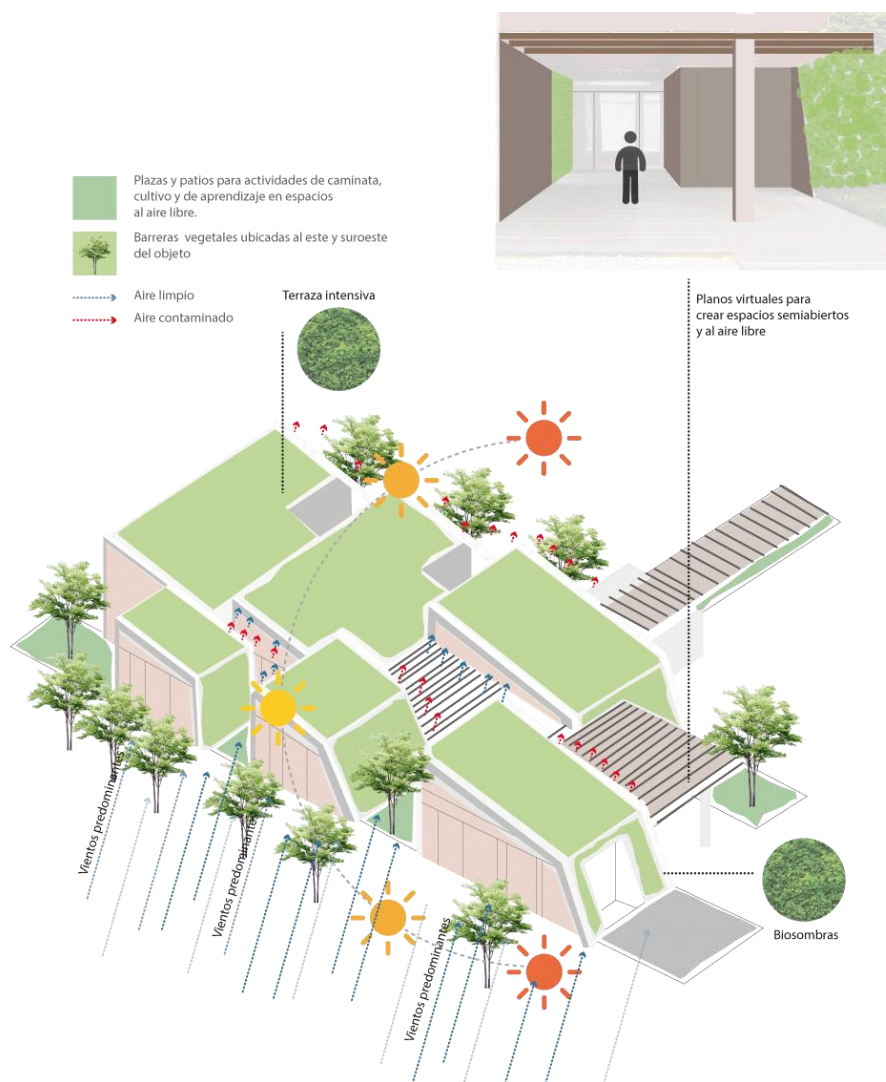 Plazas y patios para actividades de caminata,
cultivo y de aprendizaje en espacios
al aire libre.
Barreras vegetales ubicadas al este y suroeste
del objeto
Aire limpio
Aire contaminado
Terraza intensiva
Planos virtuales para
crear espacios semiabiertos
y al aire libre
Vientos predominantes
Vientos predominantes
Vientos predominantes
Biosombras